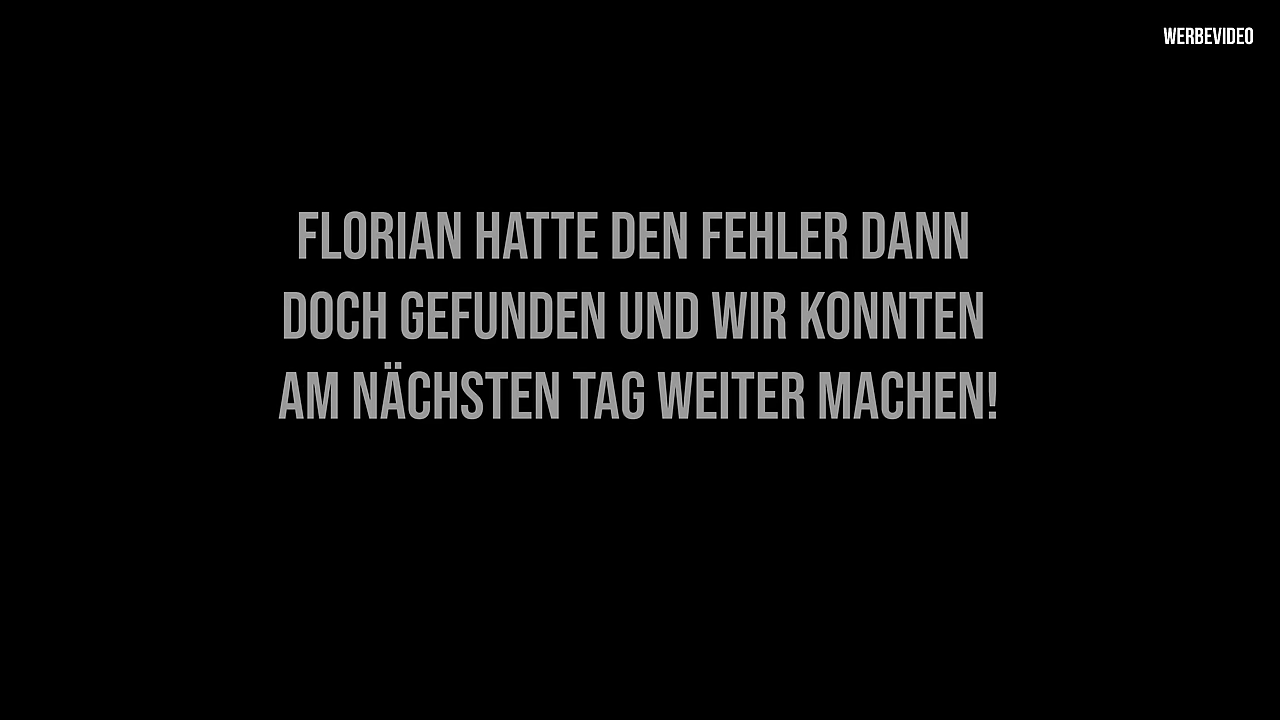 WERBEVIDEO
FLORIAN HATTE DEN FEHLER DANN
DOCH GEFUNDEN UND WIR KONNTEN
AM NÄCHSTEN TAG WEITER MACHEN!